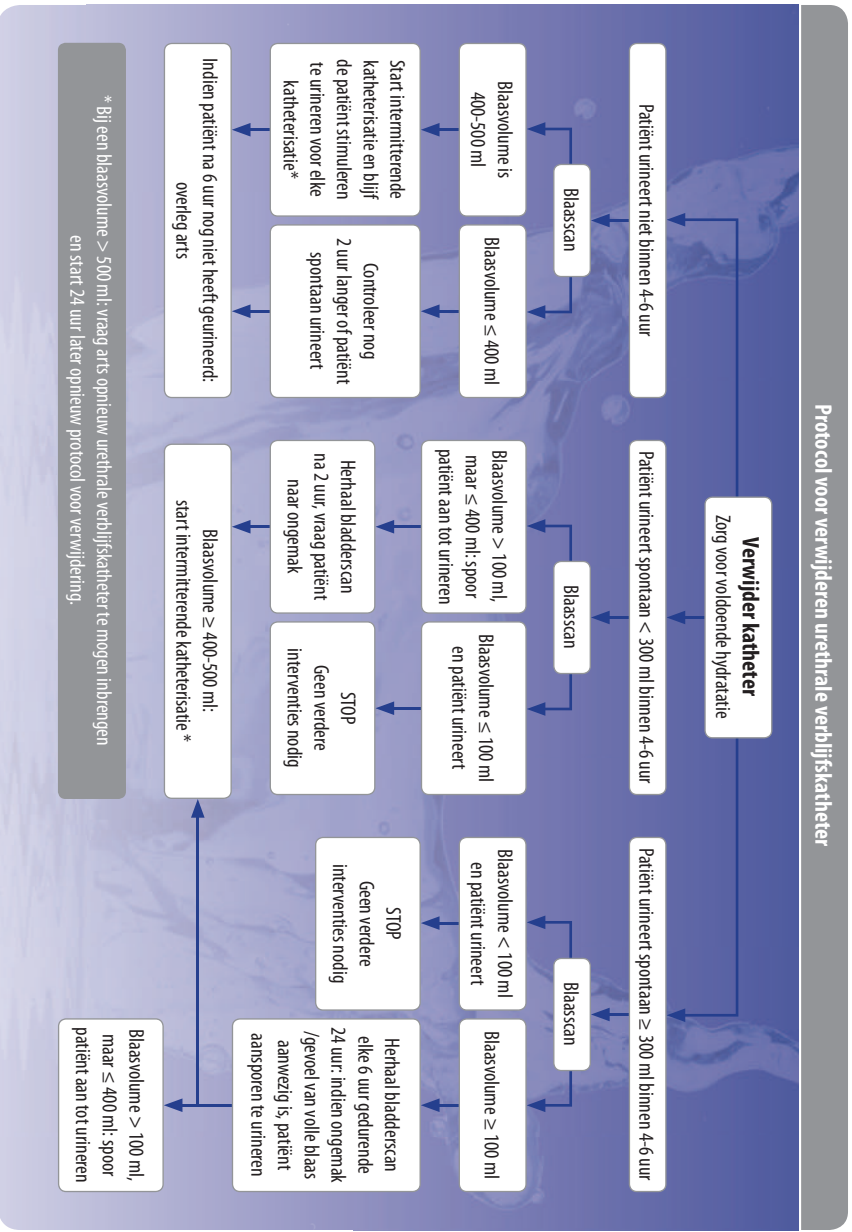 Protocol voor verwijderen urethrale verblijfskatheter
Verwijder katheter
Zorg voor voldoende hydratatie
Patiënt urineert niet binnen 4-6 uur
Blaasscan
Blaasvolume is
400-500 ml
Start intermitterende
katheterisatie en blijf
de patiënt stimuleren
te urineren voor elke
katheterisatie*
Blaasvolume ≤ 400 ml
Controleer nog
2 uur langer of patiënt
spontaan urineert
Indien patiënt na 6 uur nog niet heeft geurineerd:
overleg arts
Patiënt urineert spontaan < 300 ml binnen 4-6 uur
Blaasscan
Blaasvolume > 100 ml,
maar ≤ 400 ml: spoor
patiënt aan tot urineren
Herhaal bladderscan
na 2 uur, vraag patiënt
naar ongemak
Blaasvolume ≤ 100 ml
en patiënt urineert
STOP
Geen verdere
interventies nodig
Blaasvolume ≥ 400-500 ml:
start intermitterende katheterisatie *
Patiënt urineert spontaan ≥ 300 ml binnen 4-6 uur
Blaasscan
Blaasvolume < 100 ml
en patiënt urineert
STOP
Geen verdere
interventies nodig
Blaasvolume ≥ 100 ml
Herhaal bladderscan
elke 6 uur gedurende
24 uur: indien ongemak
/gevoel van volle blaas
aanwezig is, patiënt
aansporen te urineren
Blaasvolume > 100 ml,
maar ≤ 400 ml: spoor
patiënt aan tot urineren
* Bij een blaasvolume > 500 ml: vraag arts opnieuw urethrale verblijfskatheter te mogen inbrengen
en start 24 uur later opnieuw protocol voor verwijdering.